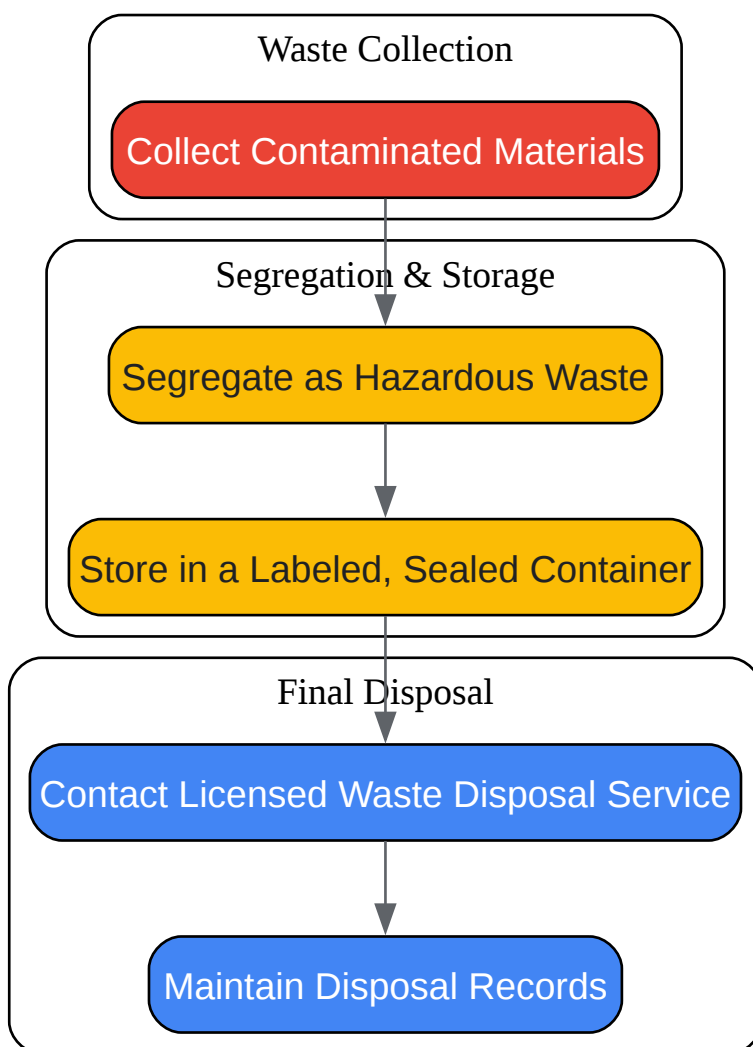 Waste Collection
Collect Contaminated Materials
Segregation & Storage
Segregate as Hazardous Waste
Store in a Labeled, Sealed Container
Final Disposal
Contact Licensed Waste Disposal Service
Maintain Disposal Records